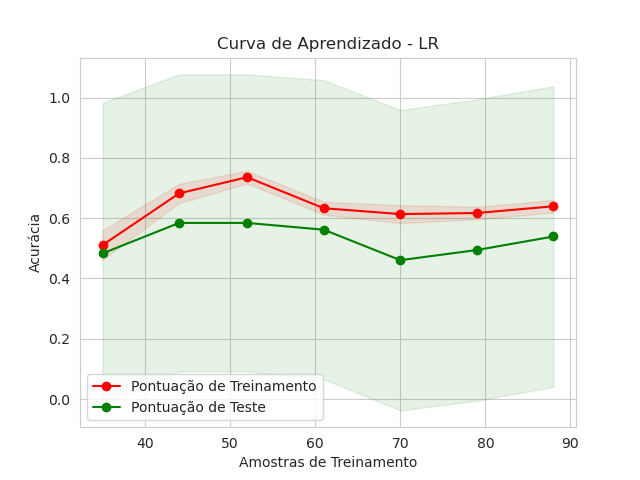 Curva de Aprendizado - LR
Acurácia
1.0
0.8
0.6
0.4
0.2
0.0
Pontuação de Treinamento
Pontuação de Teste
40 50 60 70 80 90
Amostras de Treinamento